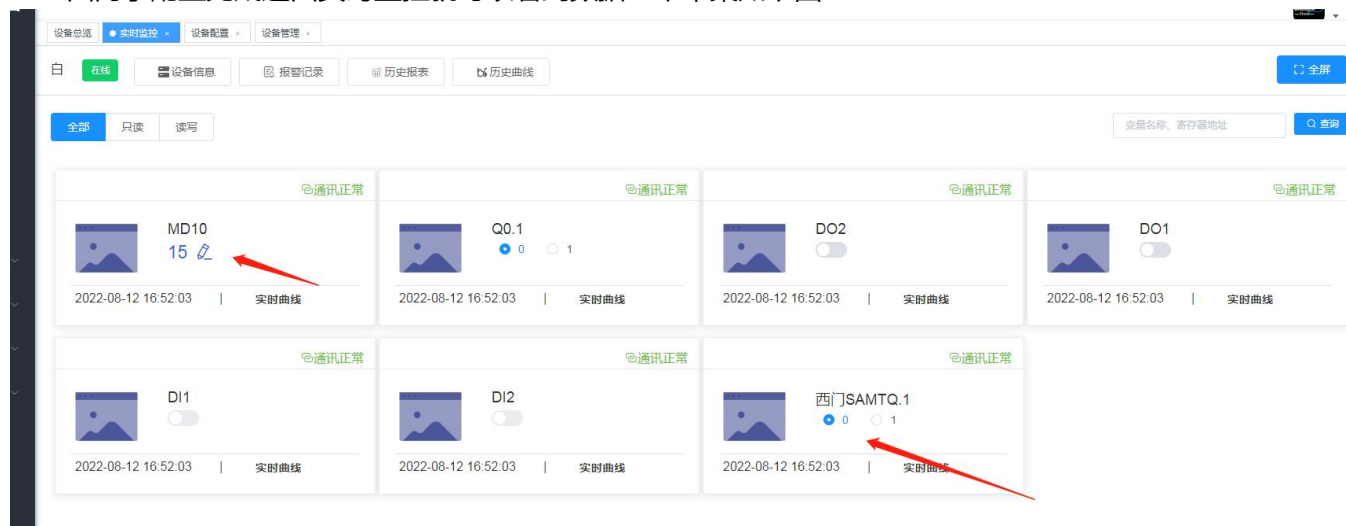 设备总览 实时监控 × 设备配置 × 设备管理 ×
白 在线 设备信息 报警记录 历史报表 历史曲线 全屏
全部 只读 读写 变量名称、寄存器地址 查询
通讯正常 通讯正常 通讯正常 通讯正常
MD10 Q0.1 DO2 DO1
15 0 1
2022-08-12 16:52:03 | 实时曲线 2022-08-12 16:52:03 | 实时曲线 2022-08-12 16:52:03 | 实时曲线 2022-08-12 16:52:03 | 实时曲线
通讯正常 通讯正常 通讯正常
DI1 DI2 西门SAMTQ.1
0 1
2022-08-12 16:52:03 | 实时曲线 2022-08-12 16:52:03 | 实时曲线 2022-08-12 16:52:03 | 实时曲线